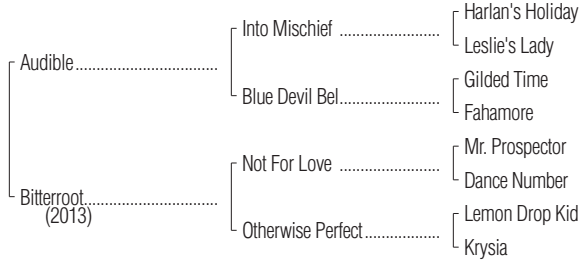 Harlan's Holiday
Into Mischief ......................
Leslie's Lady
Audible................................
Gilded Time
Blue Devil Bel......................
Fahamore
Mr. Prospector
Not For Love ......................
Dance Number
Bitterroot..............................
(2013)
Lemon Drop Kid
Otherwise Perfect.................
Krysia